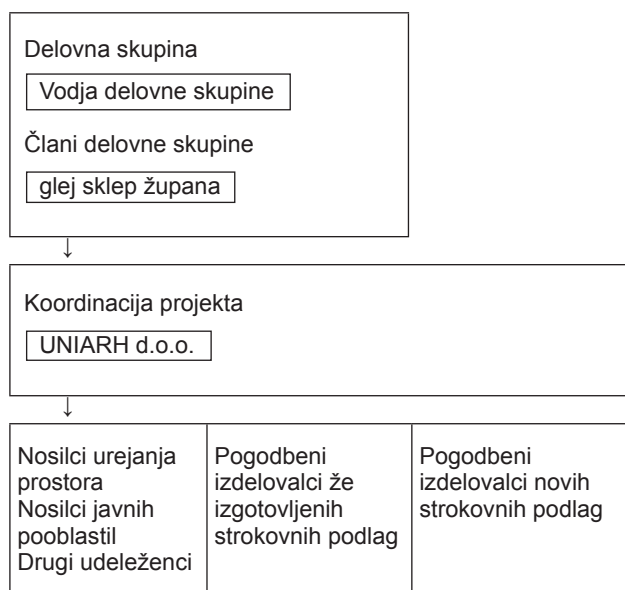 Delovna skupina
Vodja delovne skupine
Člani delovne skupine
glej sklep župana
↓
Koordinacija projekta
UNIARH d.o.o.
↓
Nosilci urejanja
prostora
Nosilci javnih
pooblastil
Drugi udeleženci
Pogodbeni
izdelovalci že
izgotovljenih
strokovnih podlag
Pogodbeni
izdelovalci novih
strokovnih podlag